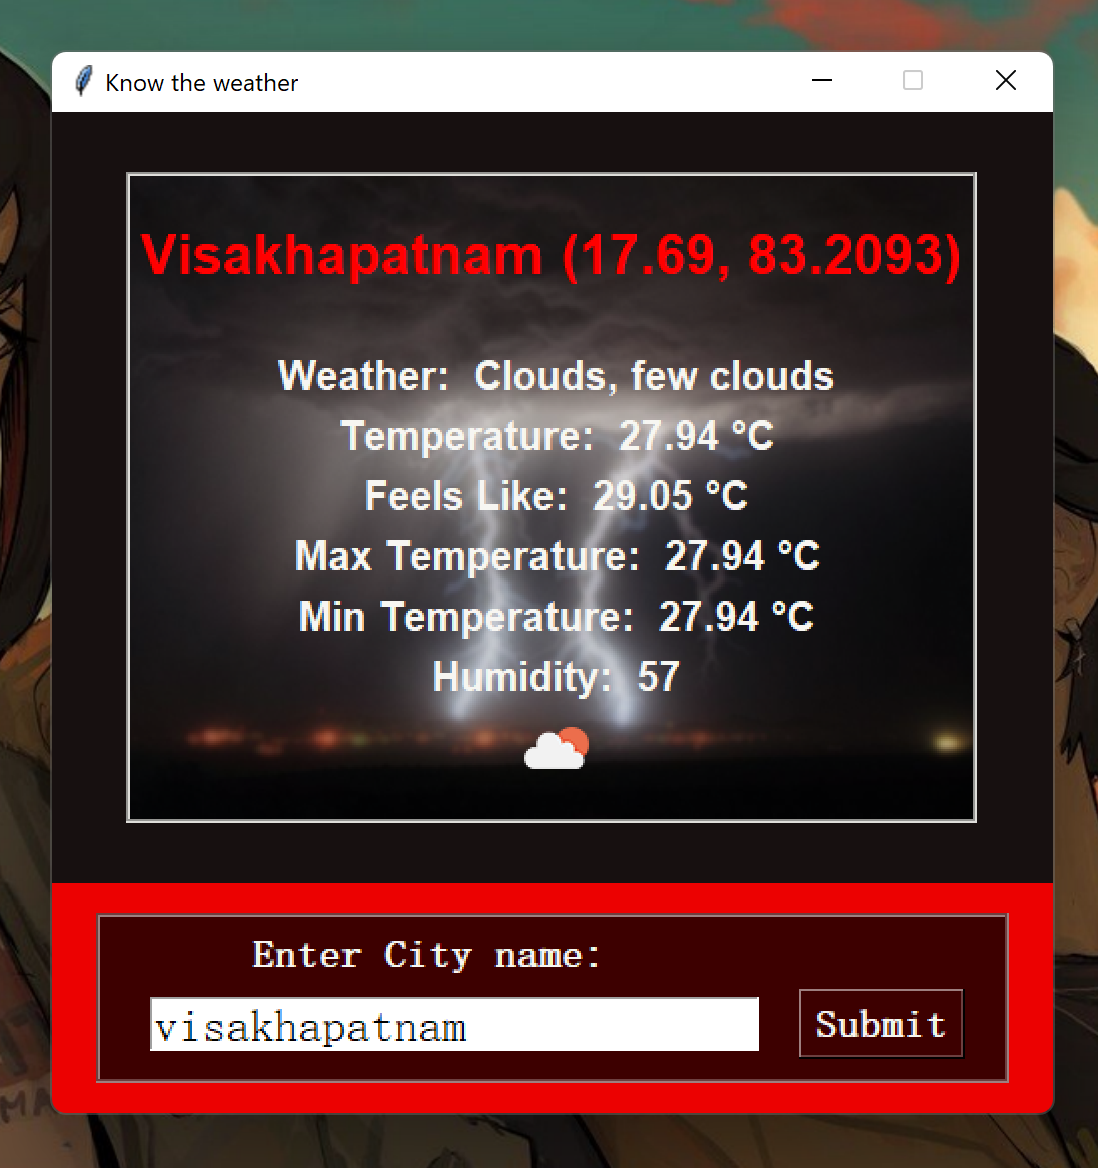 Know the weather
Visakhapatnam (17.69, 83.2093)
Weather:  Clouds, few clouds
Temperature:  27.94 °C
Feels Like:  29.05 °C
Max Temperature:  27.94 °C
Min Temperature:  27.94 °C
Humidity:  57
Enter City name:
visakhapatnam
Submit